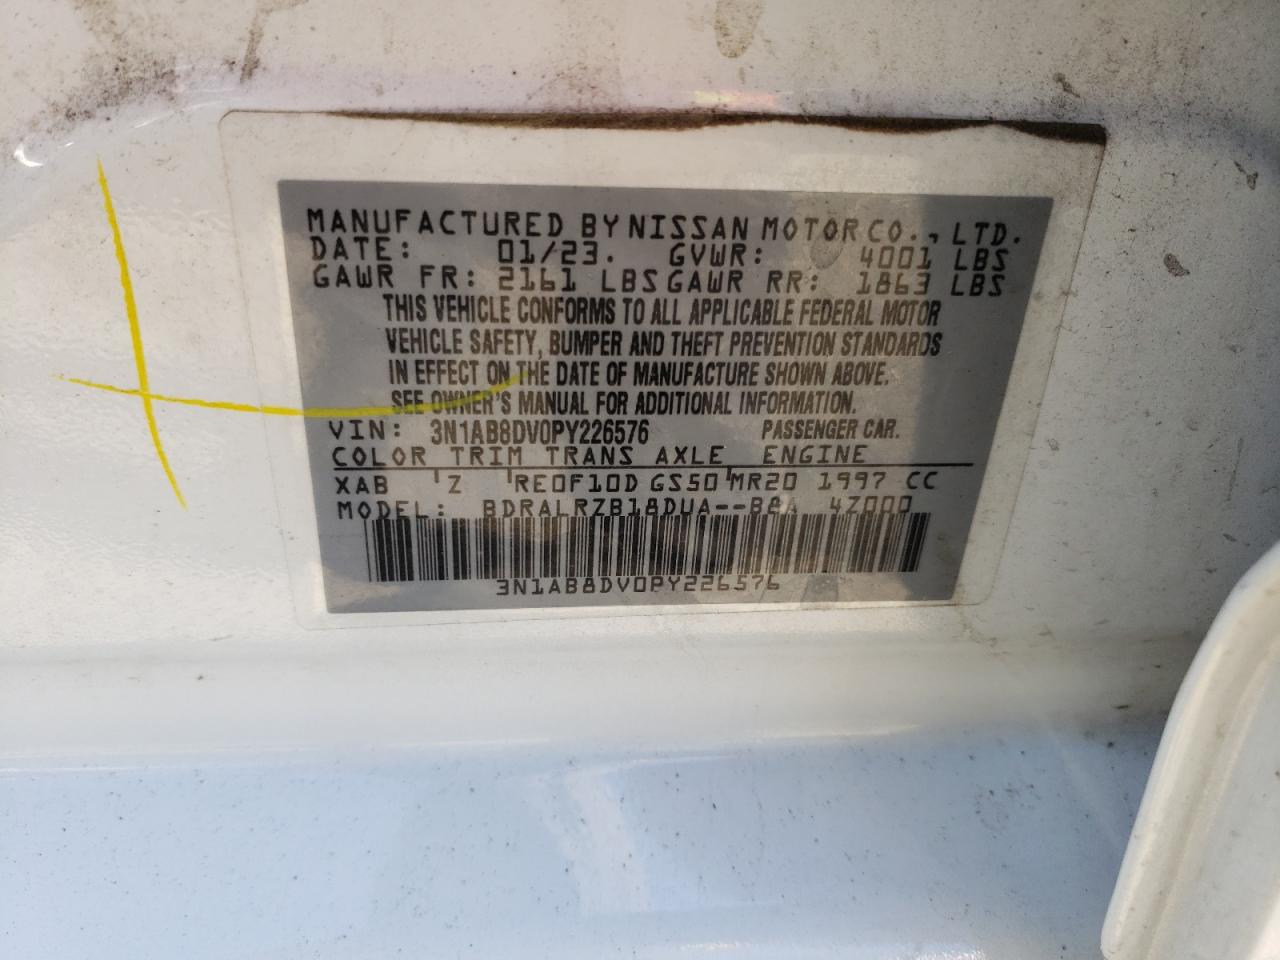 MANUFACTURED BY NISSAN MOTOR CO., LTD.
DATE: 01/23. GVWR: 4001 LBS
GAWR FR: 2161 LBS GAWR RR: 1863 LBS
THIS VEHICLE CONFORMS TO ALL APPLICABLE FEDERAL MOTOR
VEHICLE SAFETY, BUMPER AND THEFT PREVENTION STANDARDS
IN EFFECT ON THE DATE OF MANUFACTURE SHOWN ABOVE.
SEE OWNER'S MANUAL FOR ADDITIONAL INFORMATION.
VIN: 3N1AB8DV0PY226576 PASSENGER CAR.
COLOR TRIM TRANS AXLE ENGINE
XAB Z RE0F10D GS50 MR20 1997 CC
MODEL: BDRALRZB18DUA--B8A 4Z000
3N1AB8DV0PY226576